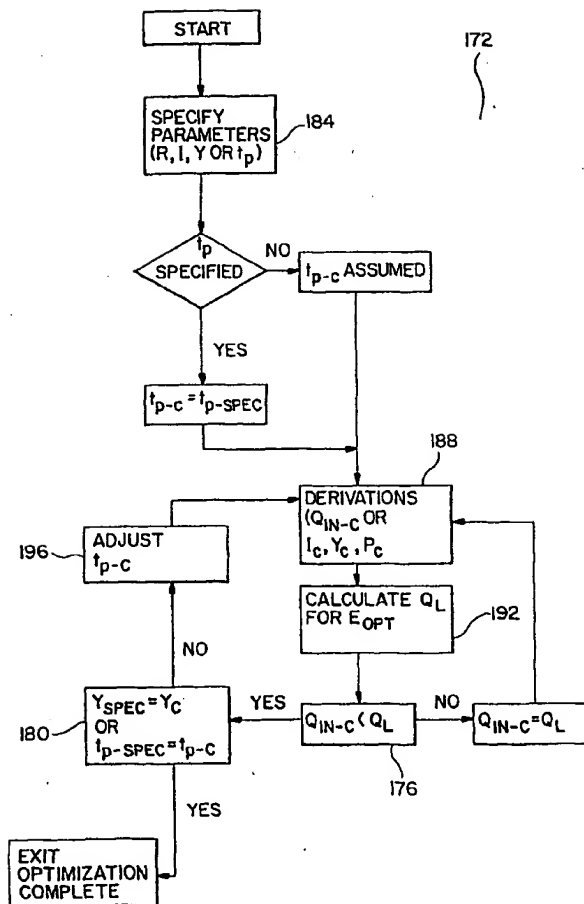 START
172
SPECIFY
PARAMETERS
(R, I, Y OR tp)
184
tp
SPECIFIED
NO
tp-c ASSUMED
YES
tp-c = tp-SPEC
188
DERIVATIONS
(QIN-C OR
IC, YC, PC
ADJUST
tp-C
196
CALCULATE QL
FOR EOPT
192
NO
YSPEC = YC
OR
tp-SPEC = tp-C
180
YES
QIN-C ⟨ QL
176
NO
QIN-C = QL
YES
EXIT
OPTIMIZATION
COMPLETE